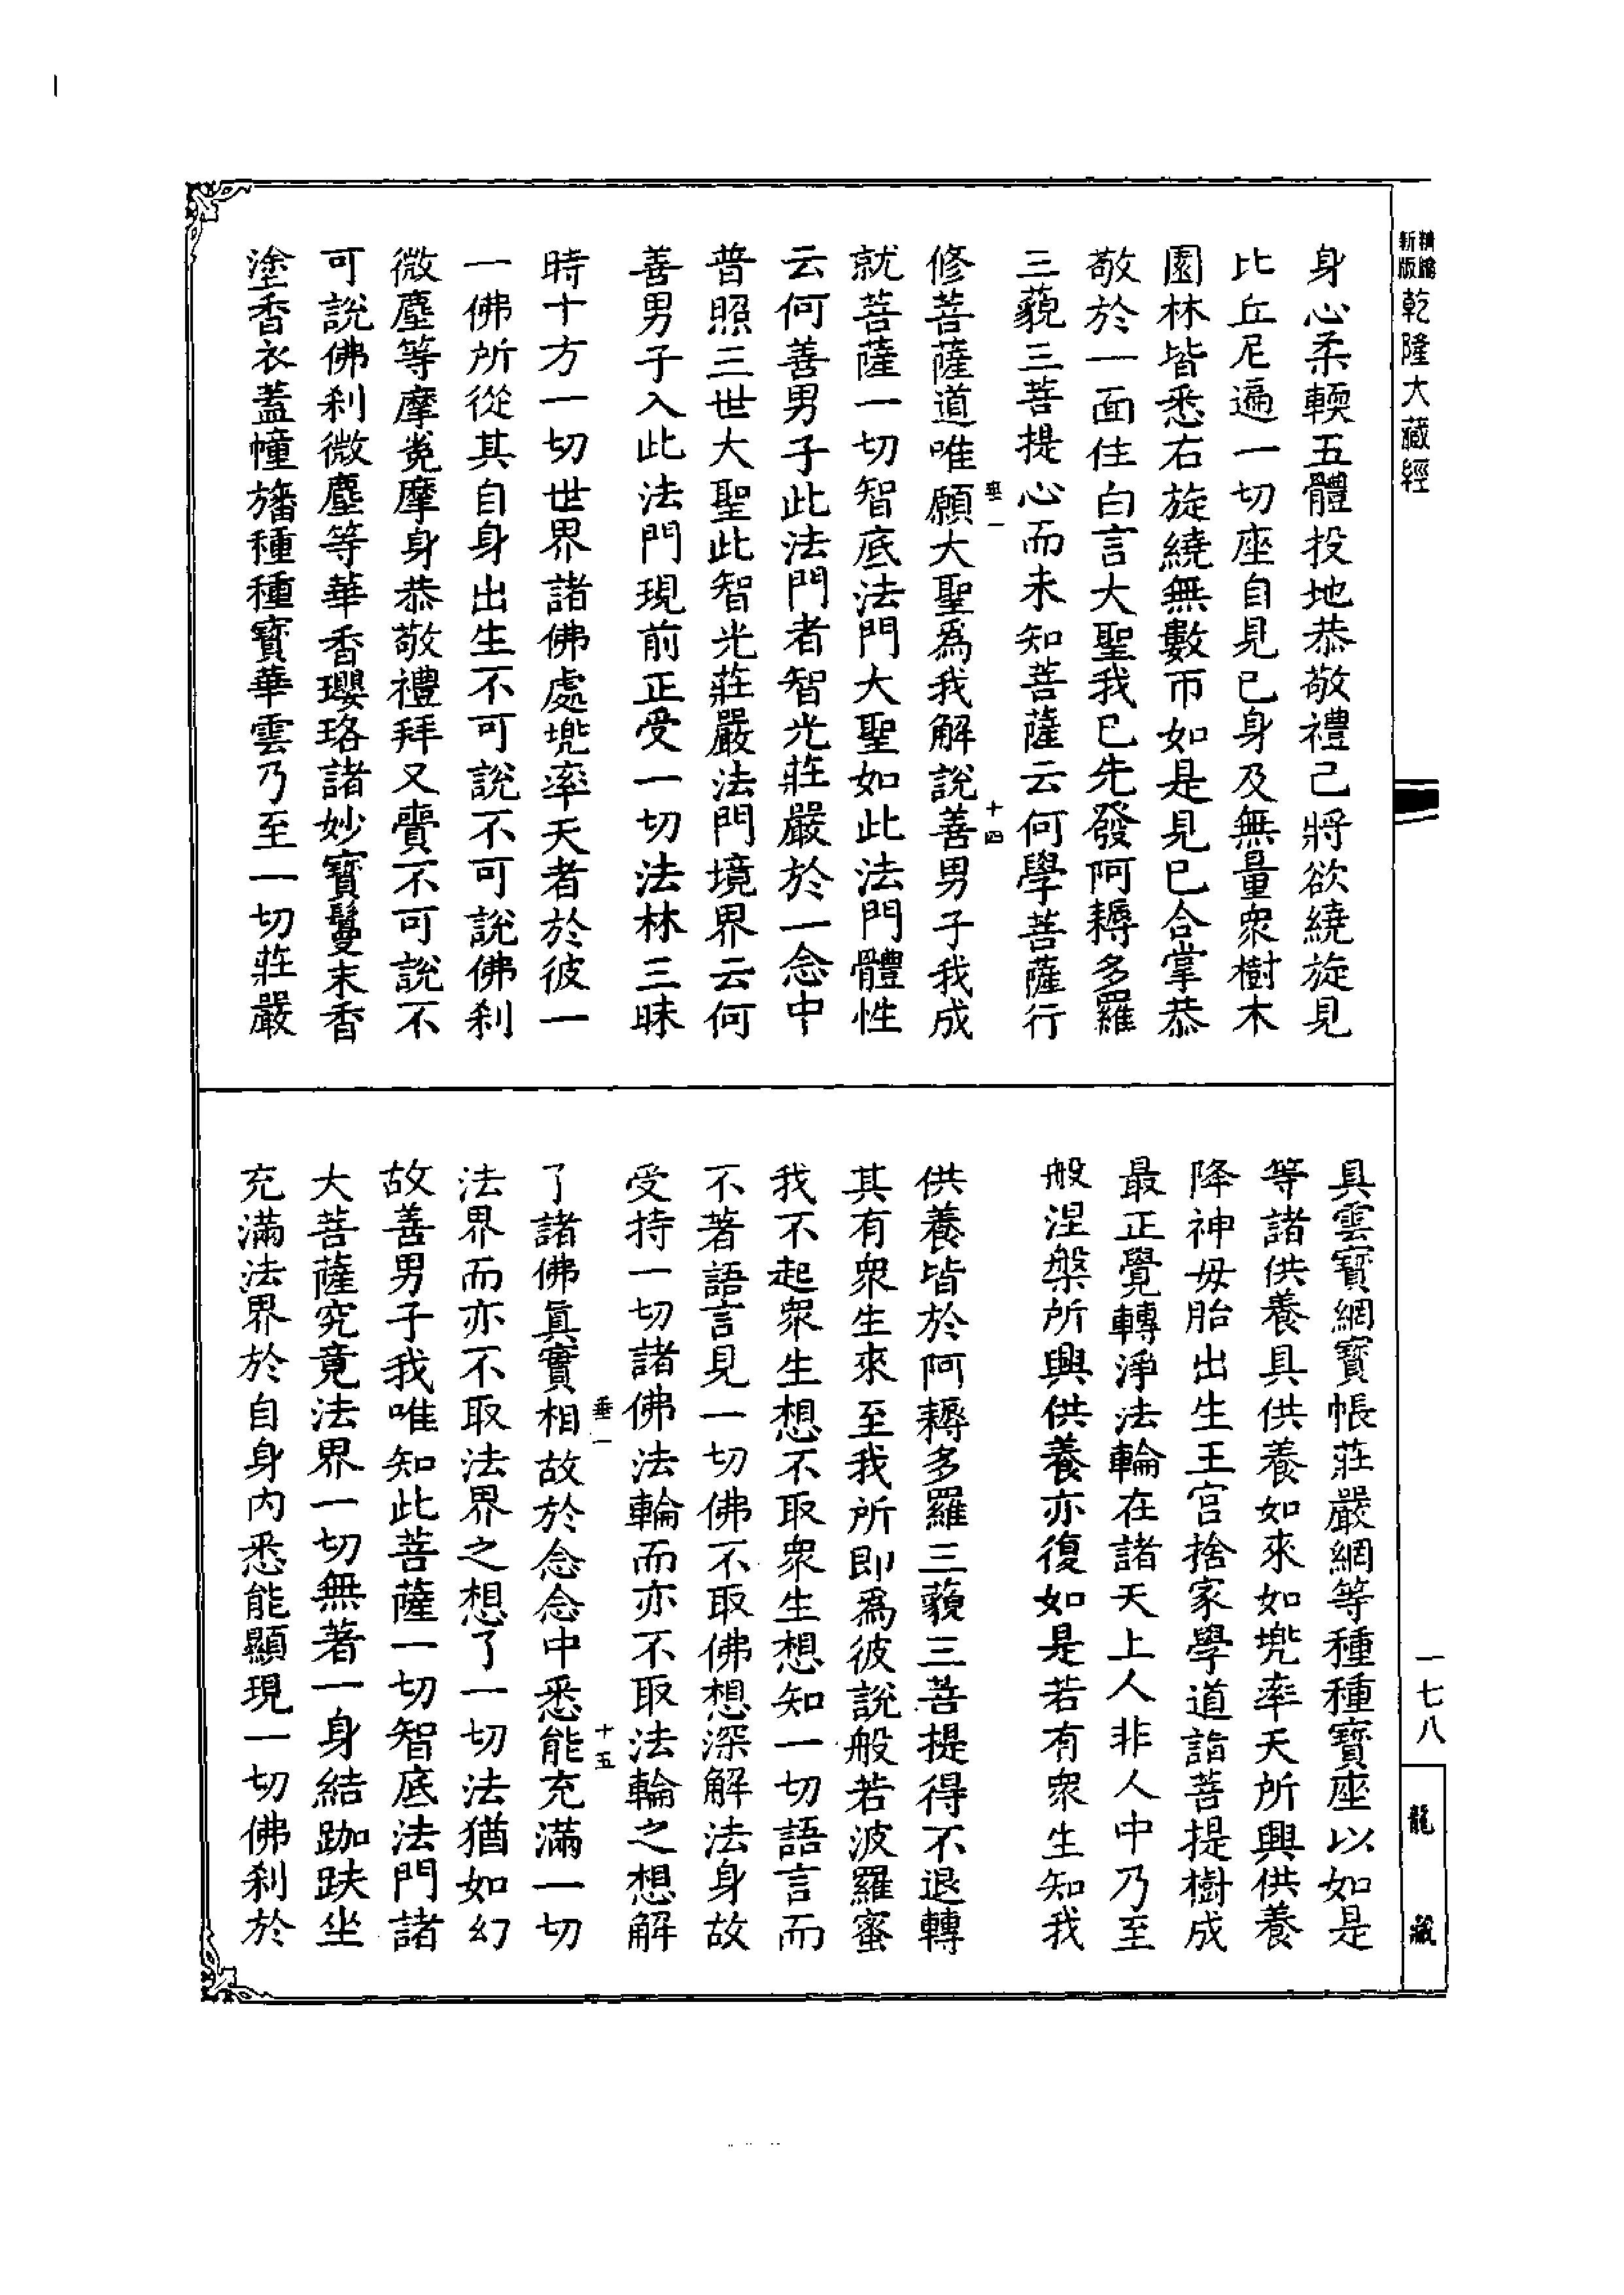 精編
新版
乾隆大藏經
身心柔輭五體投地恭敬禮已將欲繞旋見
比丘尼遍一切座自見已身及無量衆樹木
園林皆悉右旋繞無數帀如是見已合掌恭
敬於一面住白言大聖我已先發阿耨多羅
三藐三菩提心而未知菩薩云何學菩薩行
垂一
十四
修菩薩道唯願大聖爲我解說善男子我成
就菩薩一切智底法門大聖如此法門體性
云何善男子此法門者智光莊嚴於一念中
普照三世大聖此智光莊嚴法門境界云何
善男子入此法門現前正受一切法林三昧
時十方一切世界諸佛處兠率天者於彼一
一佛所從其自身出生不可說不可說佛刹
微塵等摩㝹摩身恭敬禮拜又賷不可說不
可說佛刹微塵等華香瓔珞諸妙寶鬘末香
塗香衣蓋幢旛種種寶華雲乃至一切莊嚴
具雲寶網寶帳莊嚴網等種種寶座以如是
等諸供養具供養如來如兠率天所興供養
降神母胎出生王宫捨家學道詣菩提樹成
最正覺轉淨法輪在諸天上人非人中乃至
般涅槃所興供養亦復如是若有衆生知我
供養皆於阿耨多羅三藐三菩提得不退轉
其有衆生來至我所即爲彼說般若波羅蜜
我不起衆生想不取衆生想知一切語言而
不著語言見一切佛不取佛想深解法身故
受持一切諸佛法輪而亦不取法輪之想解
垂一
十五
了諸佛眞實相故於念念中悉能充滿一切
法界而亦不取法界之想了一切法猶如幻
故善男子我唯知此菩薩一切智底法門諸
大菩薩究竟法界一切無著一身結跏趺坐
充滿法界於自身内悉能顯現一切佛刹於
一七八
龍藏